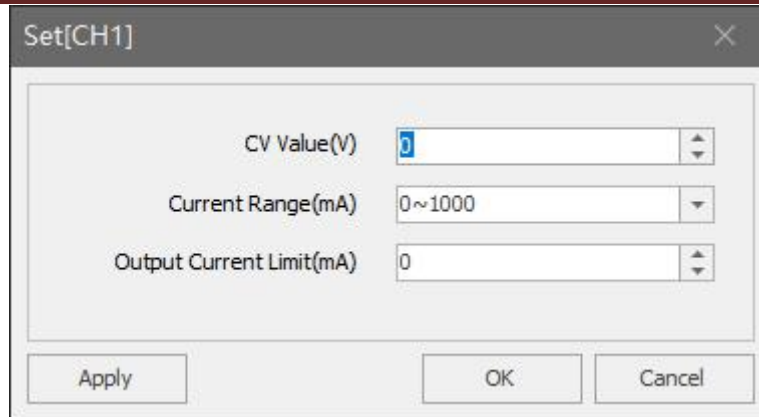 Set[CH1]
CV Value(V) 0
Current Range(mA) 0~1000
Output Current Limit(mA) 0
Apply OK Cancel